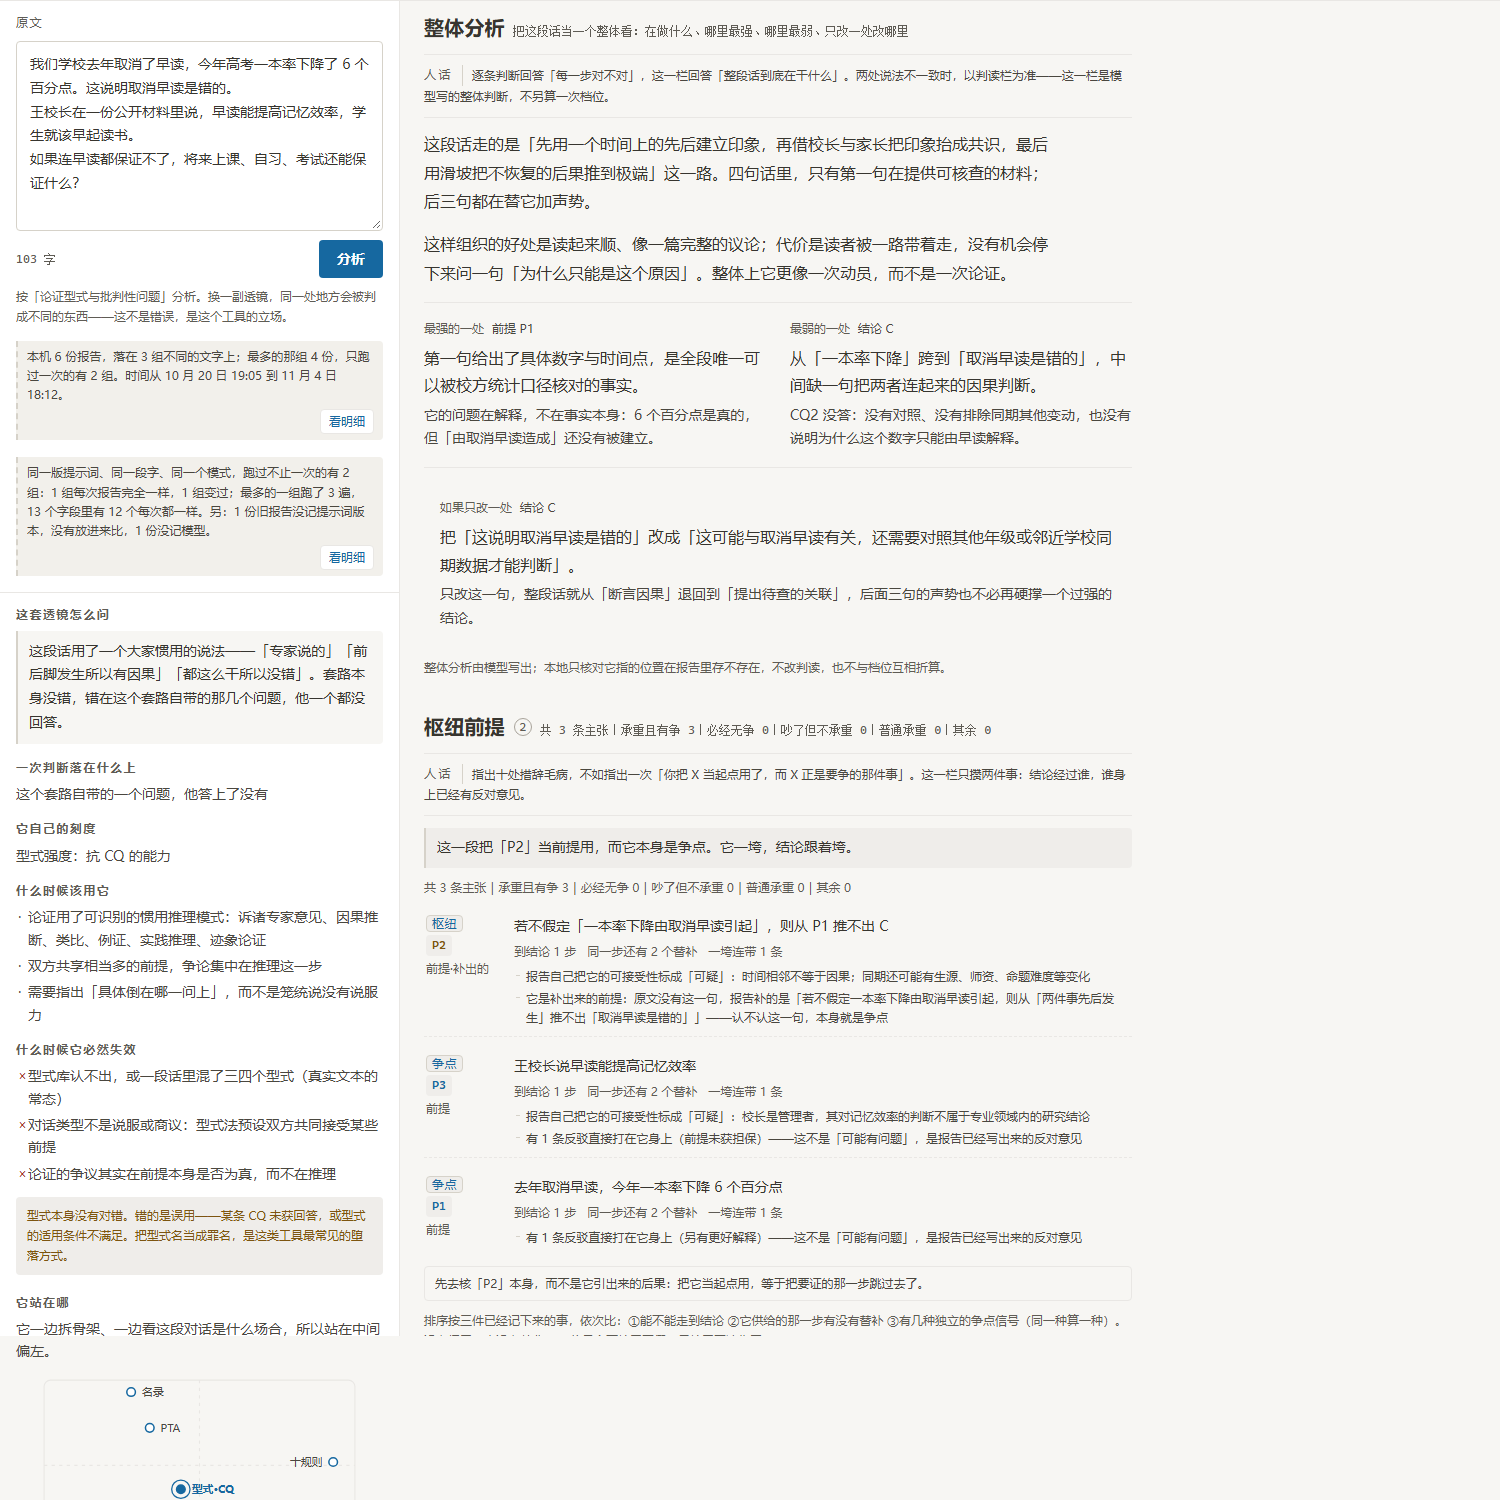 原文
我们学校去年取消了早读，今年高考一本率下降了 6 个
百分点。这说明取消早读是错的。
王校长在一份公开材料里说，早读能提高记忆效率，学
生就该早起读书。
如果连早读都保证不了，将来上课、自习、考试还能保
证什么？
103 字
分析
按「论证型式与批判性问题」分析。换一副透镜，同一处地方会被判
成不同的东西——这不是错误，是这个工具的立场。
本机 6 份报告，落在 3 组不同的文字上；最多的那组 4 份，只跑
过一次的有 2 组。时间从 10 月 20 日 19:05 到 11 月 4 日
18:12。
看明细
同一版提示词、同一段字、同一个模式，跑过不止一次的有 2
组：1 组每次报告完全一样，1 组变过；最多的一组跑了 3 遍，
13 个字段里有 12 个每次都一样。另：1 份旧报告没记提示词版
本，没有放进来比，1 份没记模型。
看明细
这套透镜怎么问
这段话用了一个大家惯用的说法——「专家说的」「前
后脚发生所以有因果」「都这么干所以没错」。套路本
身没错，错在这个套路自带的那几个问题，他一个都没
回答。
一次判断落在什么上
这个套路自带的一个问题，他答上了没有
它自己的刻度
型式强度：抗 CQ 的能力
什么时候该用它
· 论证用了可识别的惯用推理模式：诉诸专家意见、因果推
断、类比、例证、实践推理、迹象论证
· 双方共享相当多的前提，争论集中在推理这一步
· 需要指出「具体倒在哪一问上」，而不是笼统说没有说服
力
什么时候它必然失效
×型式库认不出，或一段话里混了三四个型式（真实文本的
常态）
×对话类型不是说服或商议：型式法预设双方共同接受某些
前提
×论证的争议其实在前提本身是否为真，而不在推理
型式本身没有对错。错的是误用——某条 CQ 未获回答，或型式
的适用条件不满足。把型式名当成罪名，是这类工具最常见的堕
落方式。
它站在哪
它一边拆骨架、一边看这段对话是什么场合，所以站在中间
偏左。
名录
PTA
十规则
型式·CQ
整体分析 把这段话当一个整体看：在做什么、哪里最强、哪里最弱、只改一处改哪里
人话 逐条判断回答「每一步对不对」，这一栏回答「整段话到底在干什么」。两处说法不一致时，以判读栏为准——这一栏是模
型写的整体判断，不另算一次档位。
这段话走的是「先用一个时间上的先后建立印象，再借校长与家长把印象抬成共识，最后
用滑坡把不恢复的后果推到极端」这一路。四句话里，只有第一句在提供可核查的材料；
后三句都在替它加声势。
这样组织的好处是读起来顺、像一篇完整的议论；代价是读者被一路带着走，没有机会停
下来问一句「为什么只能是这个原因」。整体上它更像一次动员，而不是一次论证。
最强的一处 前提 P1
第一句给出了具体数字与时间点，是全段唯一可
以被校方统计口径核对的事实。
它的问题在解释，不在事实本身：6 个百分点是真的，
但「由取消早读造成」还没有被建立。
最弱的一处 结论 C
从「一本率下降」跨到「取消早读是错的」，中
间缺一句把两者连起来的因果判断。
CQ2 没答：没有对照、没有排除同期其他变动，也没有
说明为什么这个数字只能由早读解释。
如果只改一处 结论 C
把「这说明取消早读是错的」改成「这可能与取消早读有关，还需要对照其他年级或邻近学校同
期数据才能判断」。
只改这一句，整段话就从「断言因果」退回到「提出待查的关联」，后面三句的声势也不必再硬撑一个过强的
结论。
整体分析由模型写出；本地只核对它指的位置在报告里存不存在，不改判读，也不与档位互相折算。
枢纽前提 ② 共 3 条主张｜承重且有争 3｜必经无争 0｜吵了但不承重 0｜普通承重 0｜其余 0
人话 指出十处措辞毛病，不如指出一次「你把 X 当起点用了，而 X 正是要争的那件事」。这一栏只摆两件事：结论经过谁，谁身
上已经有反对意见。
这一段把「P2」当前提用，而它本身是争点。它一垮，结论跟着垮。
共 3 条主张｜承重且有争 3｜必经无争 0｜吵了但不承重 0｜普通承重 0｜其余 0
枢纽
P2
前提·补出的
若不假定「一本率下降由取消早读引起」，则从 P1 推不出 C
到结论 1 步 同一步还有 2 个替补 一垮连带 1 条
· 报告自己把它的可接受性标成「可疑」：时间相邻不等于因果；同期还可能有生源、师资、命题难度等变化
· 它是补出来的前提：原文没有这一句，报告补的是「若不假定一本率下降由取消早读引起，则从「两件事先后发
生」推不出「取消早读是错的」」——认不认这一句，本身就是争点
争点
P3
前提
王校长说早读能提高记忆效率
到结论 1 步 同一步还有 2 个替补 一垮连带 1 条
· 报告自己把它的可接受性标成「可疑」：校长是管理者，其对记忆效率的判断不属于专业领域内的研究结论
· 有 1 条反驳直接打在它身上（前提未获担保）——这不是「可能有问题」，是报告已经写出来的反对意见
争点
P1
前提
去年取消早读，今年一本率下降 6 个百分点
到结论 1 步 同一步还有 2 个替补 一垮连带 1 条
· 有 1 条反驳直接打在它身上（另有更好解释）——这不是「可能有问题」，是报告已经写出来的反对意见
先去核「P2」本身，而不是它引出来的后果：把它当起点用，等于把要证的那一步跳过去了。
排序按三件已经记下来的事，依次比：①能不能走到结论 ②它供给的那一步有没有替补 ③有几种独立的争点信号（同一种算一种）。